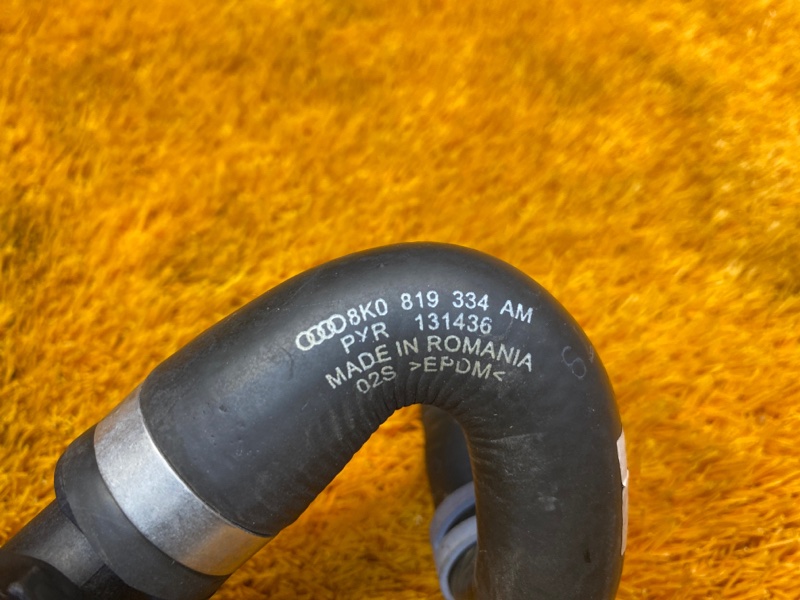 8K0 819 334 AM
PYR 131436
MADE IN ROMANIA
02S >EPDM<